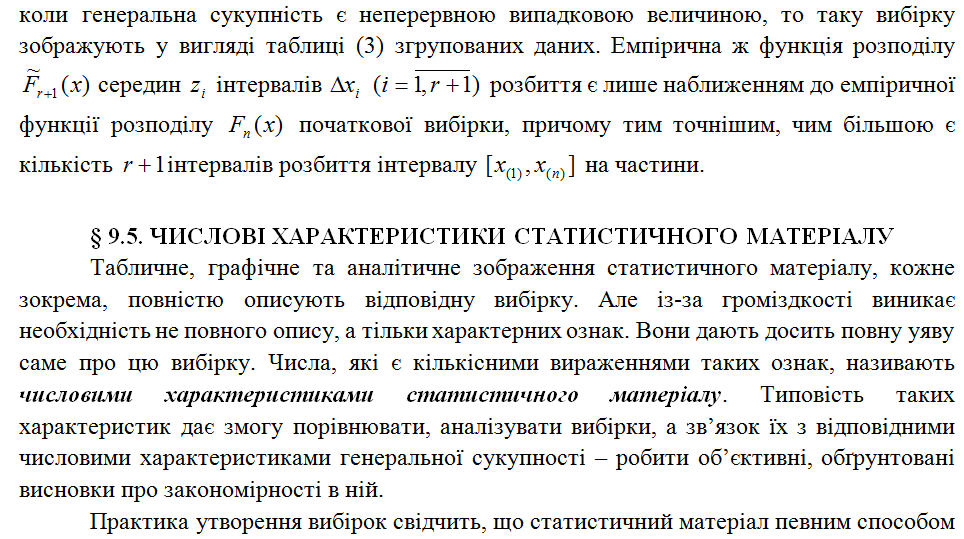 коли генеральна сукупність є неперервною випадковою величиною, то таку вибірку
зображують у вигляді таблиці (3) згрупованих даних. Емпірична ж функція розподілу
F̃ᵣ₊₁(x) середин zᵢ інтервалів Δxᵢ (i = 1, r + 1) розбиття є лише наближенням до емпіричної
функції розподілу Fₙ(x) початкової вибірки, причому тим точнішим, чим більшою є
кількість r + 1інтервалів розбиття інтервалу [x₍₁₎, x₍ₙ₎] на частини.
§ 9.5. ЧИСЛОВІ ХАРАКТЕРИСТИКИ СТАТИСТИЧНОГО МАТЕРІАЛУ
Табличне, графічне та аналітичне зображення статистичного матеріалу, кожне
зокрема, повністю описують відповідну вибірку. Але із-за громіздкості виникає
необхідність не повного опису, а тільки характерних ознак. Вони дають досить повну уяву
саме про цю вибірку. Числа, які є кількісними вираженнями таких ознак, називають
числовими характеристиками статистичного матеріалу. Типовість таких
характеристик дає змогу порівнювати, аналізувати вибірки, а зв’язок їх з відповідними
числовими характеристиками генеральної сукупності – робити об’єктивні, обґрунтовані
висновки про закономірності в ній.
Практика утворення вибірок свідчить, що статистичний матеріал певним способом